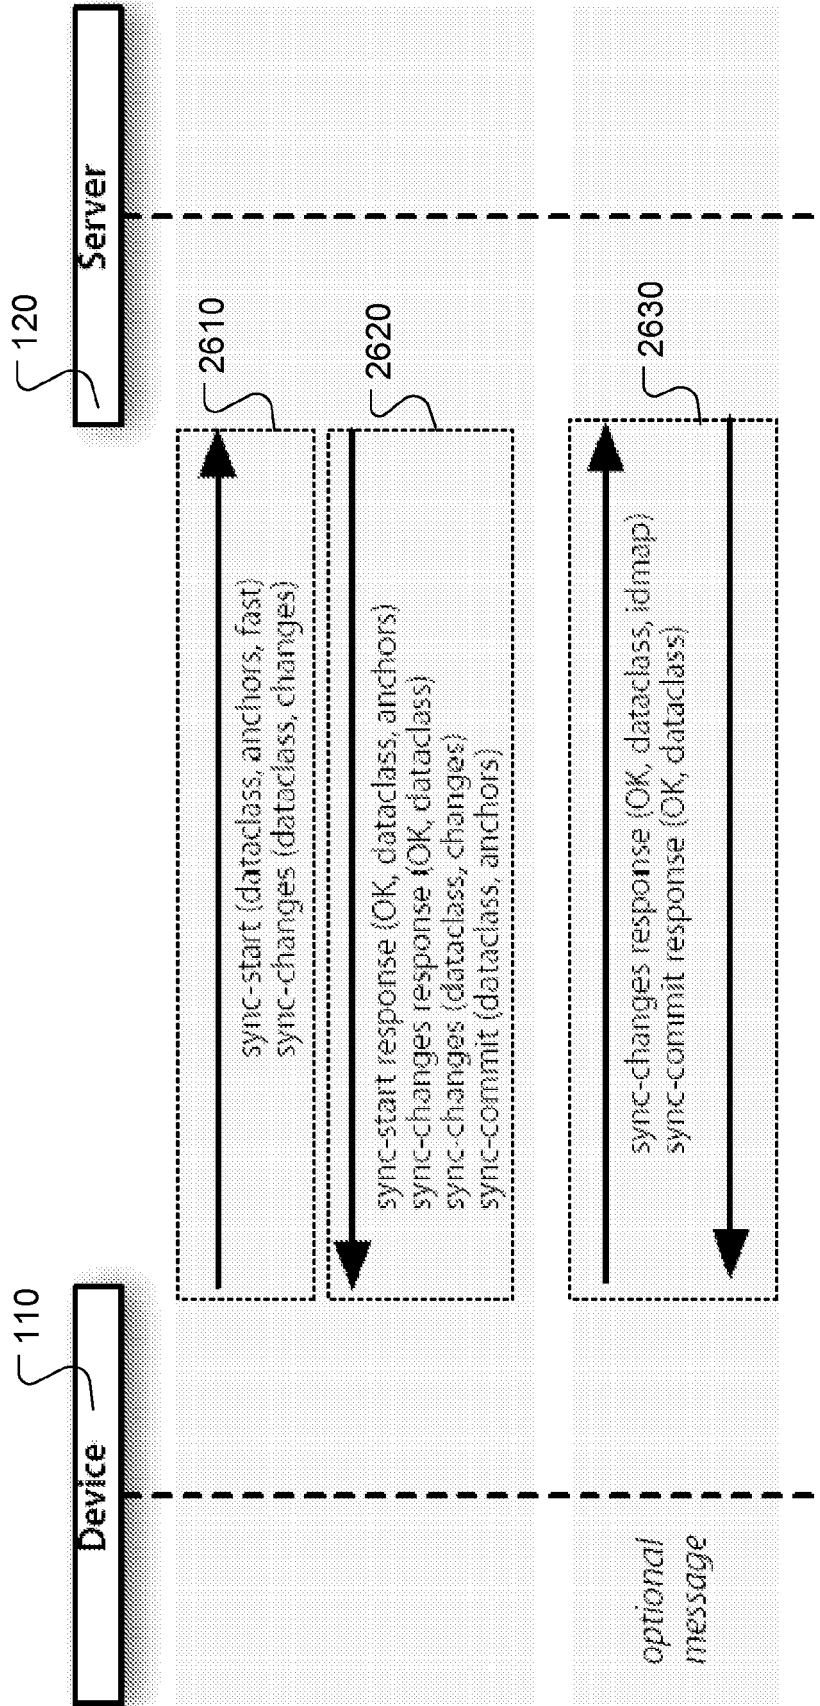 Device
110
Server
120
sync-start (dataclass, anchors, fast)
sync-changes (dataclass, changes)
2610
sync-start response (OK, dataclass, anchors)
sync-changes response (OK, dataclass)
sync-changes (dataclass, changes)
sync-commit (dataclass, anchors)
2620
optional
message
sync-changes response (OK, dataclass, idmap)
sync-commit response (OK, dataclass)
2630